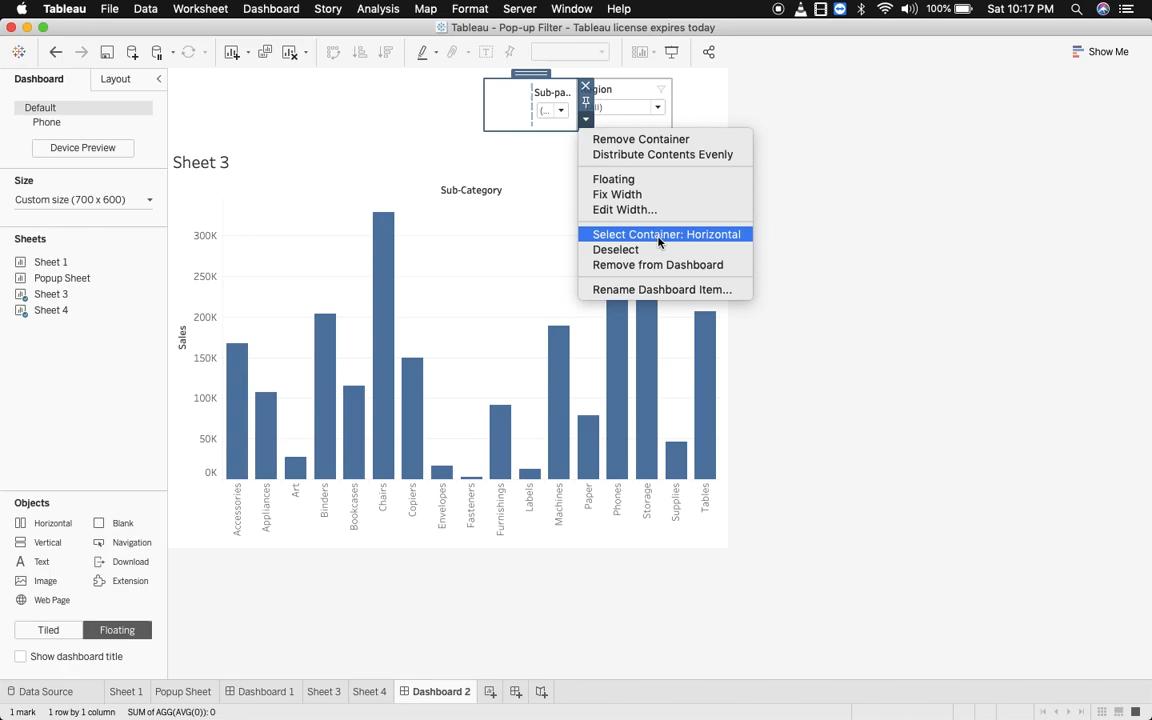 Tableau File Data Worksheet Dashboard Story Analysis Map Format Server Window Help 100% Sat 10:17 PM
Tableau - Pop-up Filter - Tableau license expires today
Show Me
Dashboard Layout
Default
Phone
Device Preview
Size
Custom size (700 x 600)
Sheets
Sheet 1
Popup Sheet
Sheet 3
Sheet 4
Objects
Horizontal Blank
Vertical Navigation
Text Download
Image Extension
Web Page
Tiled Floating
Show dashboard title
Sub-pa.. gion
(... ll)
Remove Container
Distribute Contents Evenly
Floating
Fix Width
Edit Width...
Select Container: Horizontal
Deselect
Remove from Dashboard
Rename Dashboard Item...
Sheet 3
Sub-Category
Sales
300K
250K
200K
150K
100K
50K
0K
Accessories Appliances Art Binders Bookcases Chairs Copiers Envelopes Fasteners Furnishings Labels Machines Paper Phones Storage Supplies Tables
Data Source Sheet 1 Popup Sheet Dashboard 1 Sheet 3 Sheet 4 Dashboard 2
1 mark 1 row by 1 column SUM of AGG(AVG(0)): 0